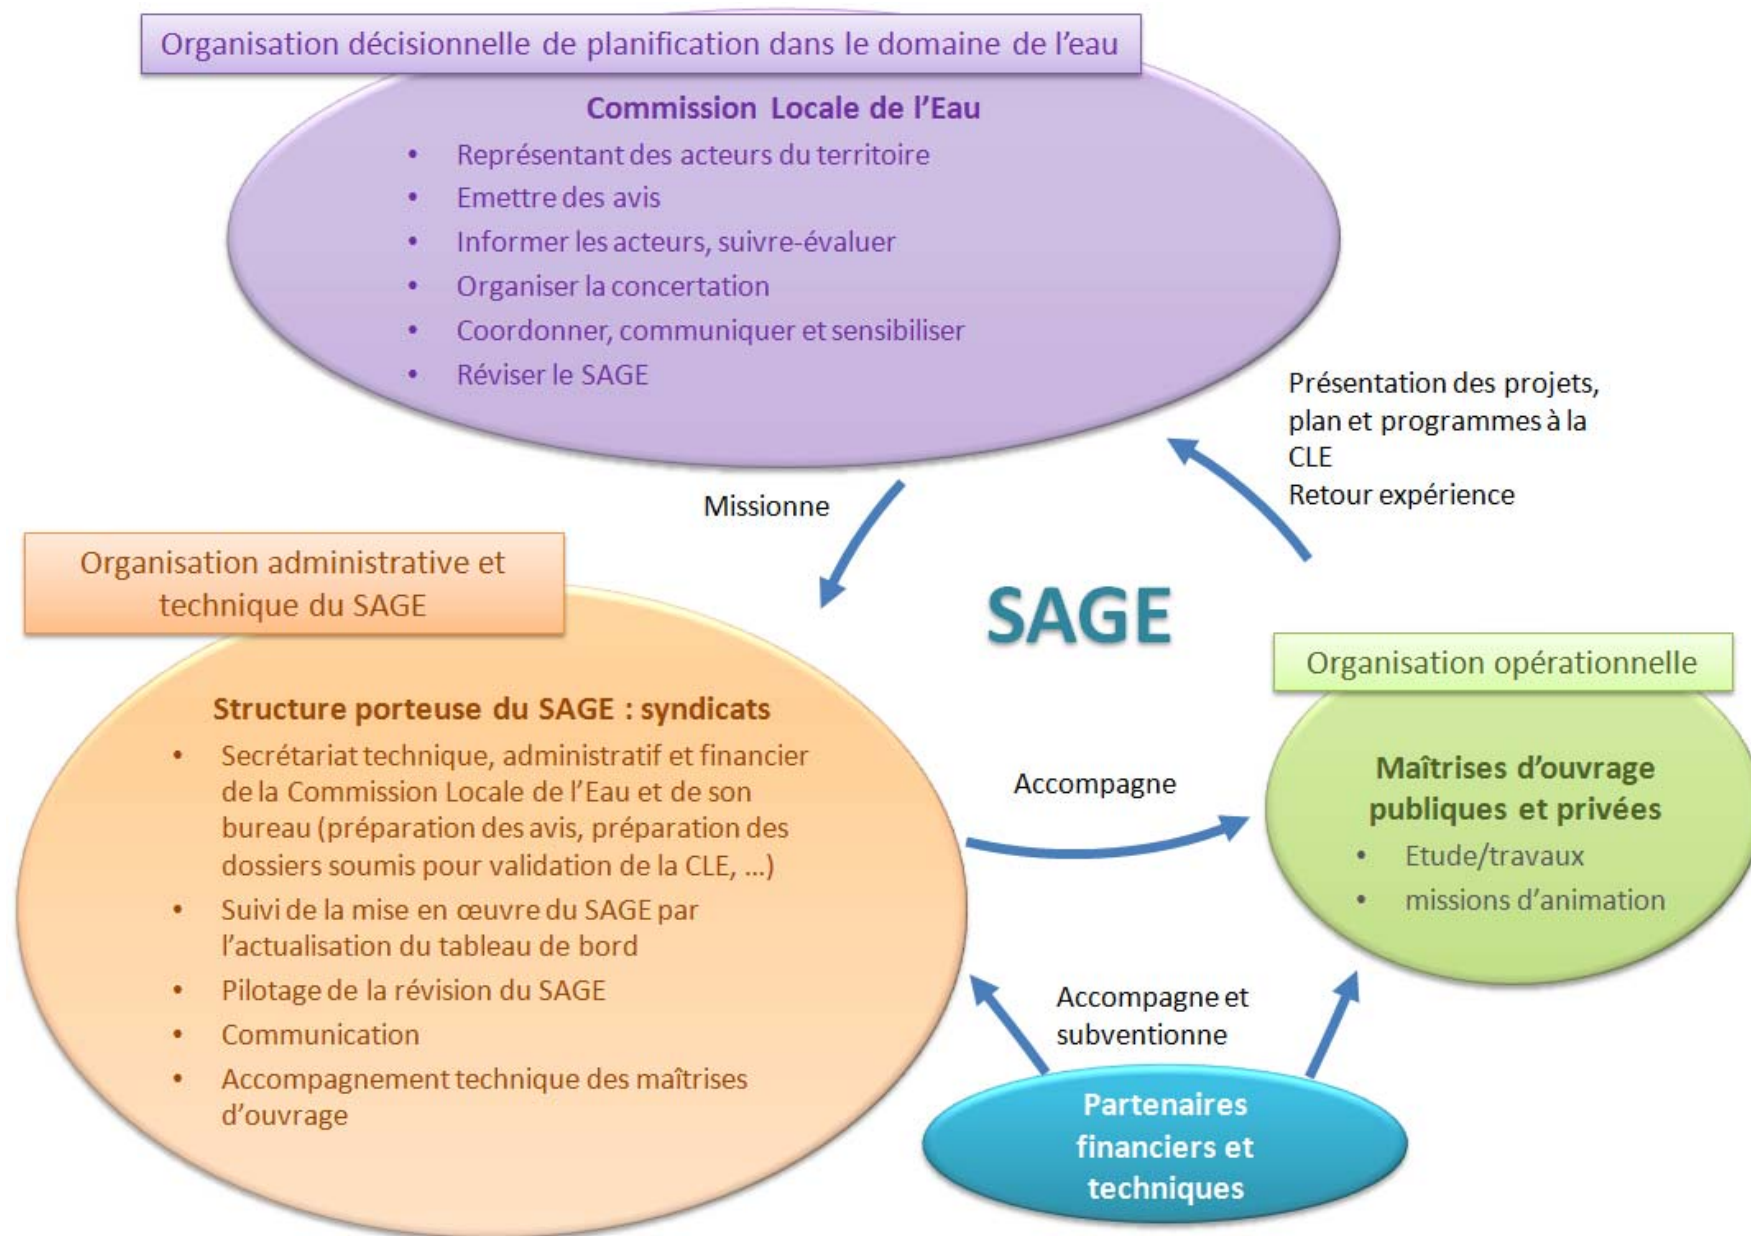 Organisation décisionnelle de planification dans le domaine de l’eau
Commission Locale de l’Eau
• Représentant des acteurs du territoire
• Emettre des avis
• Informer les acteurs, suivre-évaluer
• Organiser la concertation
• Coordonner, communiquer et sensibiliser
• Réviser le SAGE
Présentation des projets,
plan et programmes à la
CLE
Retour expérience
Missionne
Organisation administrative et
technique du SAGE
SAGE
Organisation opérationnelle
Structure porteuse du SAGE : syndicats
• Secrétariat technique, administratif et financier
de la Commission Locale de l’Eau et de son
bureau (préparation des avis, préparation des
dossiers soumis pour validation de la CLE, ...)
• Suivi de la mise en œuvre du SAGE par
l’actualisation du tableau de bord
• Pilotage de la révision du SAGE
• Communication
• Accompagnement technique des maîtrises
d’ouvrage
Accompagne
Maîtrises d’ouvrage
publiques et privées
• Etude/travaux
• missions d’animation
Accompagne et
subventionne
Partenaires
financiers et
techniques